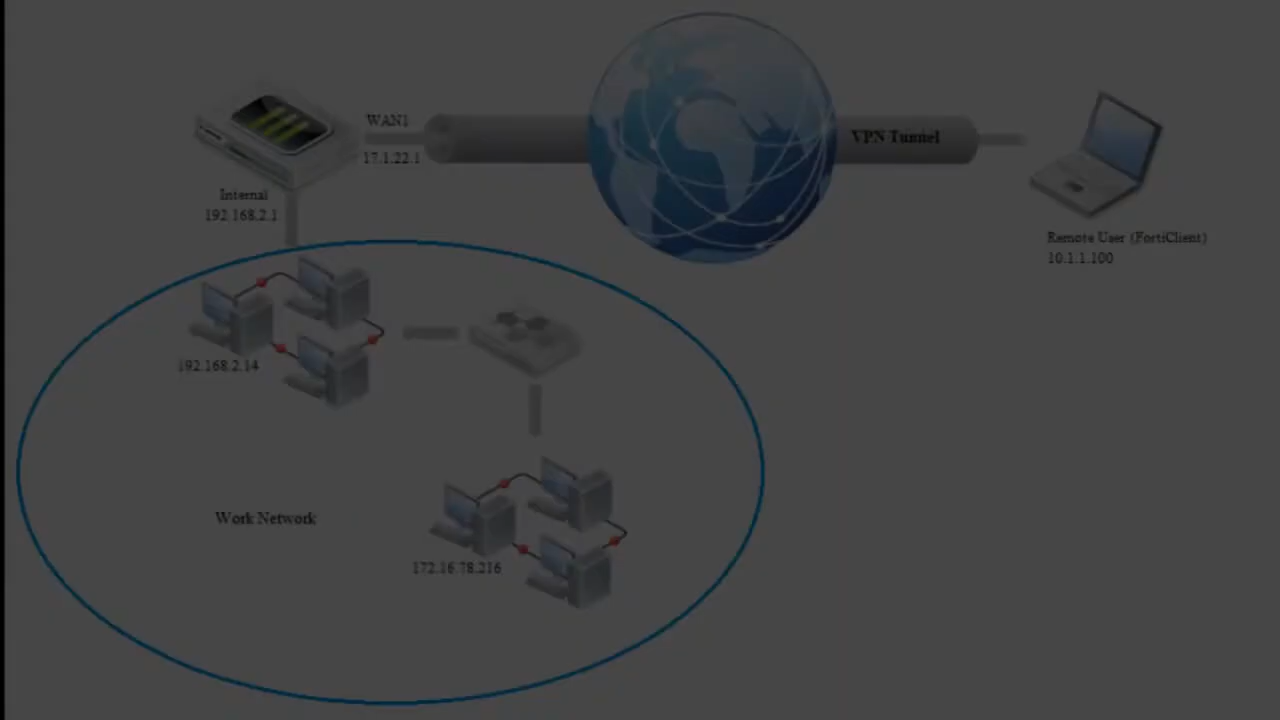 WAN1
17.1.22.1
VPN Tunnel
Internal
192.168.2.1
Remote User (FortiClient)
10.1.1.100
192.168.2.14
Work Network
172.16.78.216